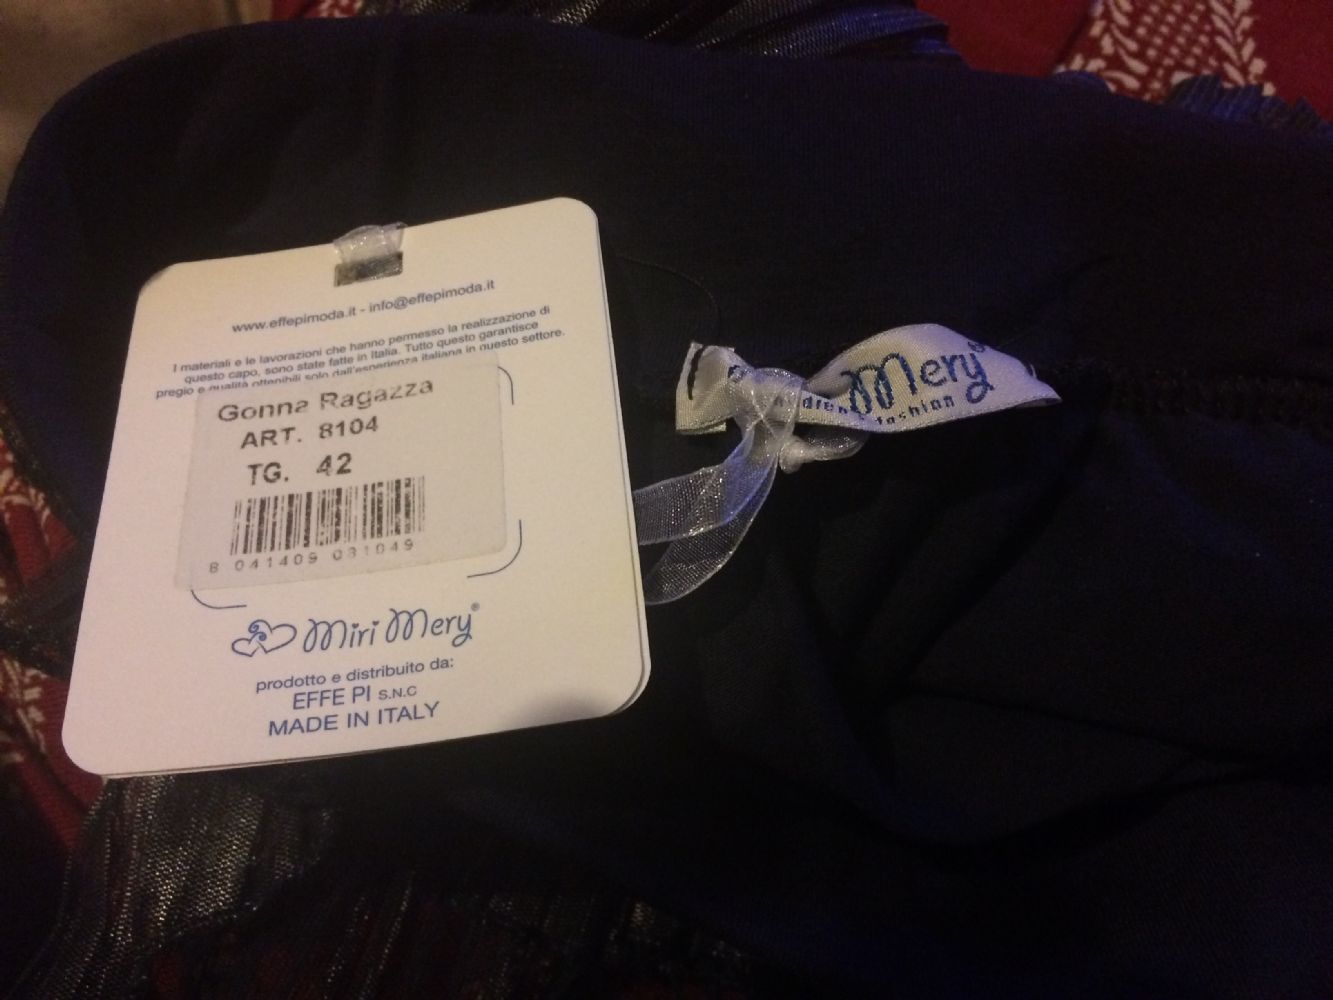 www.effepimoda.it - info@effepimoda.it
I materiali e le lavorazioni che hanno permesso la realizzazione di
questo capo, sono state fatte in Italia. Tutto questo garantisce
pregio e qualità ottenibili solo dall'esperienza italiana in questo settore.
Gonna Ragazza
ART. 8104
TG. 42
8 041409 081049
Miri Mery®
prodotto e distribuito da:
EFFE PI S.N.C
MADE IN ITALY
Mery®
fashion